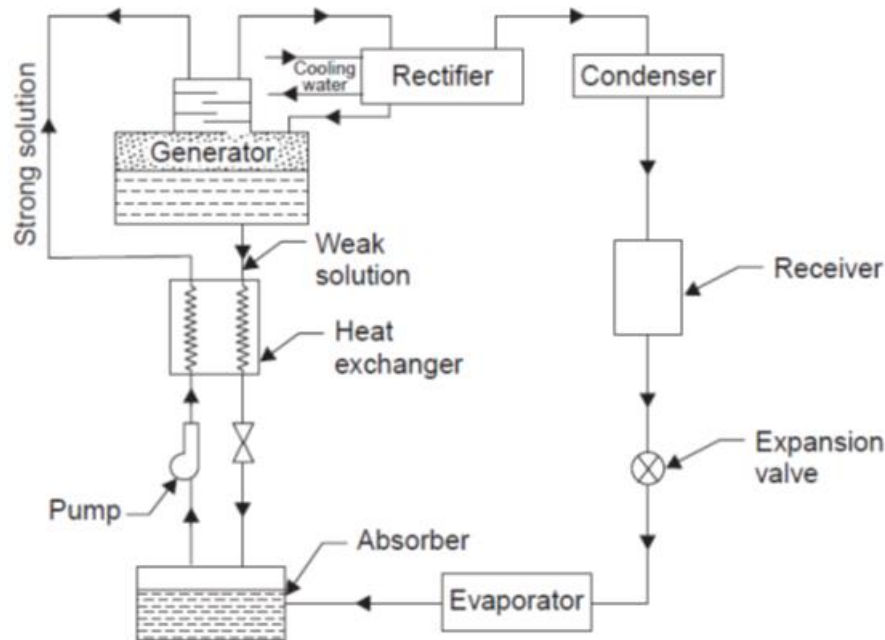 Cooling
water
Rectifier
Condenser
Generator
Strong solution
Weak
solution
Receiver
Heat
exchanger
Expansion
valve
Pump
Absorber
Evaporator